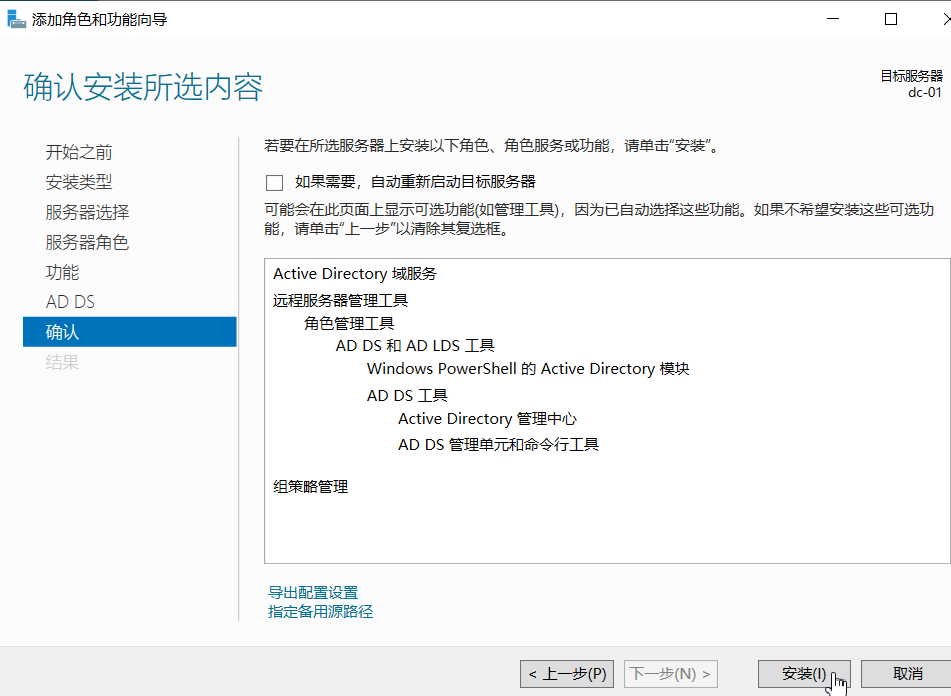 添加角色和功能向导
确认安装所选内容
目标服务器
dc-01
开始之前
安装类型
服务器选择
服务器角色
功能
AD DS
确认
结果
若要在所选服务器上安装以下角色、角色服务或功能，请单击“安装”。
如果需要，自动重新启动目标服务器
可能会在此页面上显示可选功能(如管理工具)，因为已自动选择这些功能。如果不希望安装这些可选功
能，请单击“上一步”以清除其复选框。
Active Directory 域服务
远程服务器管理工具
角色管理工具
AD DS 和 AD LDS 工具
Windows PowerShell 的 Active Directory 模块
AD DS 工具
Active Directory 管理中心
AD DS 管理单元和命令行工具
组策略管理
导出配置设置
指定备用源路径
< 上一步(P)
下一步(N) >
安装(I)
取消